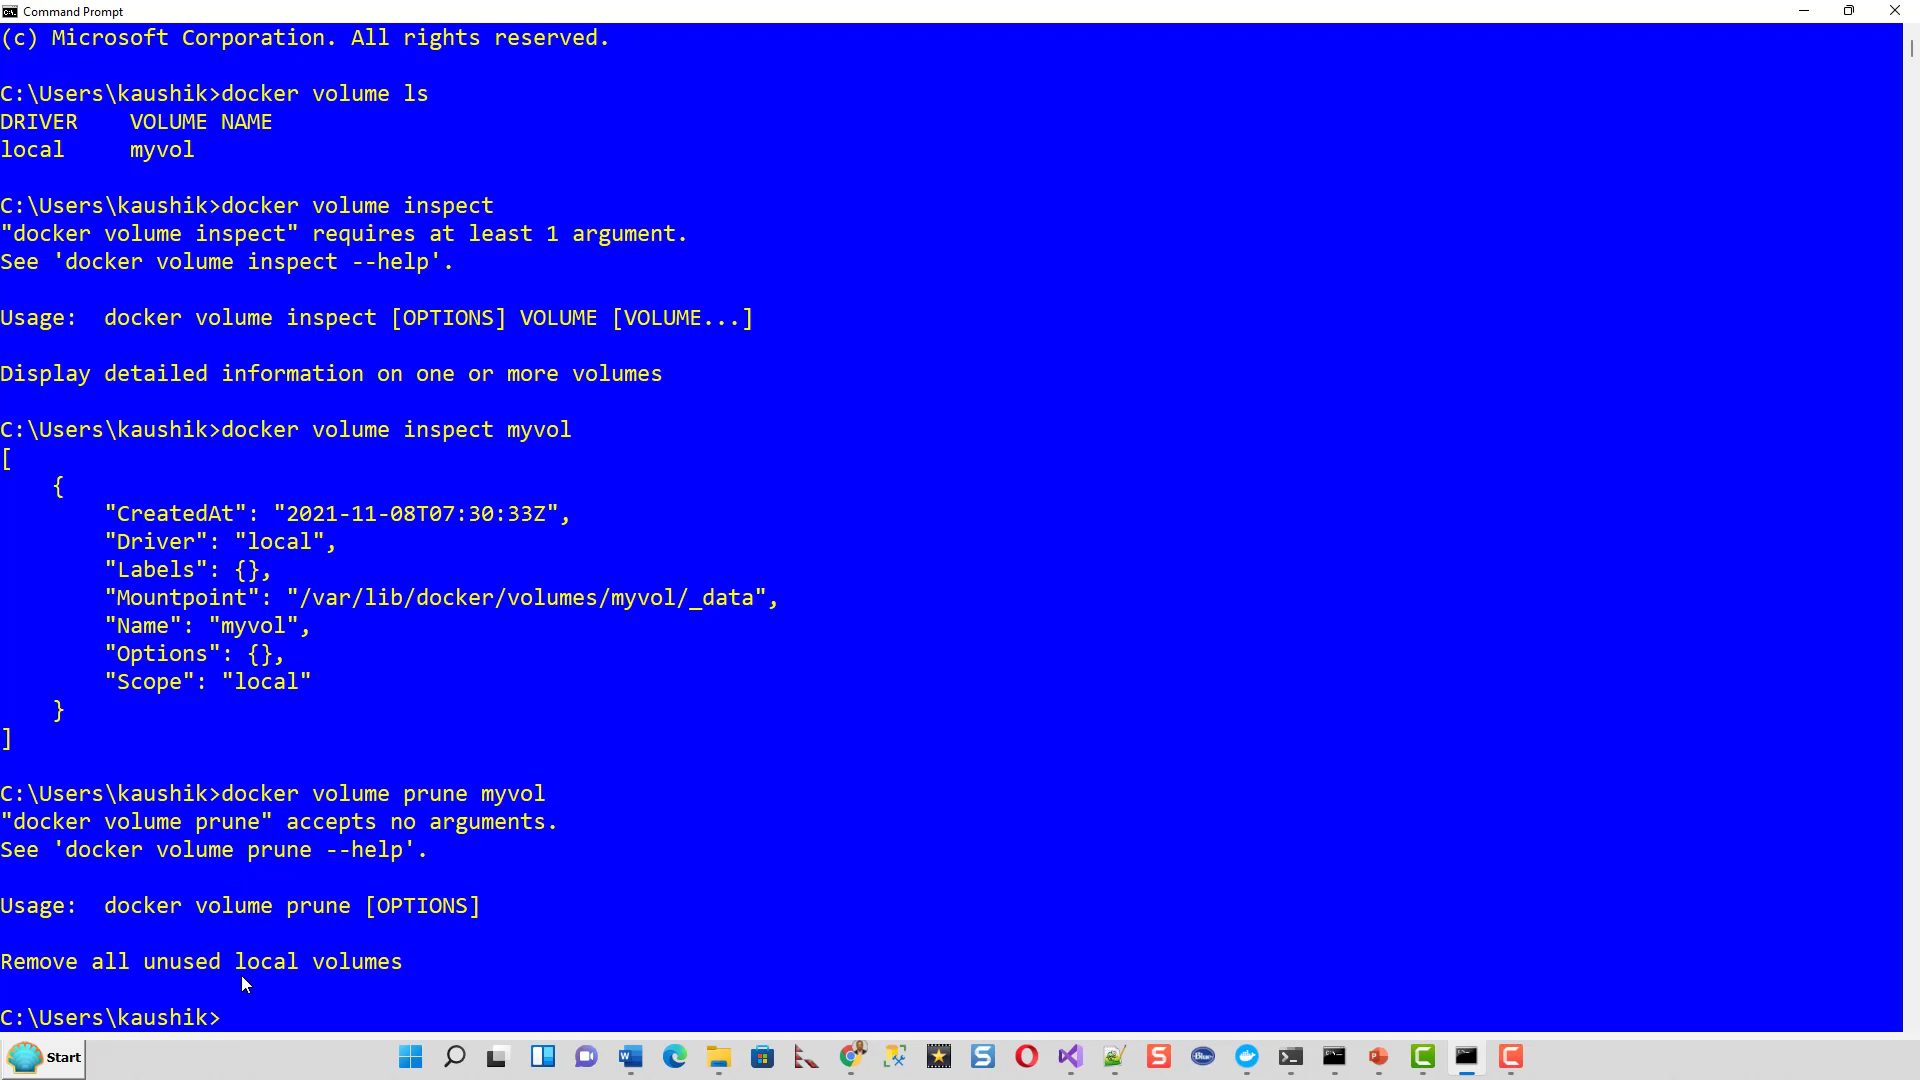 Command Prompt
(c) Microsoft Corporation. All rights reserved.
C:\Users\kaushik>docker volume ls
DRIVER    VOLUME NAME
local     myvol
C:\Users\kaushik>docker volume inspect
"docker volume inspect" requires at least 1 argument.
See 'docker volume inspect --help'.
Usage:  docker volume inspect [OPTIONS] VOLUME [VOLUME...]
Display detailed information on one or more volumes
C:\Users\kaushik>docker volume inspect myvol
[
    {
        "CreatedAt": "2021-11-08T07:30:33Z",
        "Driver": "local",
        "Labels": {},
        "Mountpoint": "/var/lib/docker/volumes/myvol/_data",
        "Name": "myvol",
        "Options": {},
        "Scope": "local"
    }
]
C:\Users\kaushik>docker volume prune myvol
"docker volume prune" accepts no arguments.
See 'docker volume prune --help'.
Usage:  docker volume prune [OPTIONS]
Remove all unused local volumes
C:\Users\kaushik>
Start